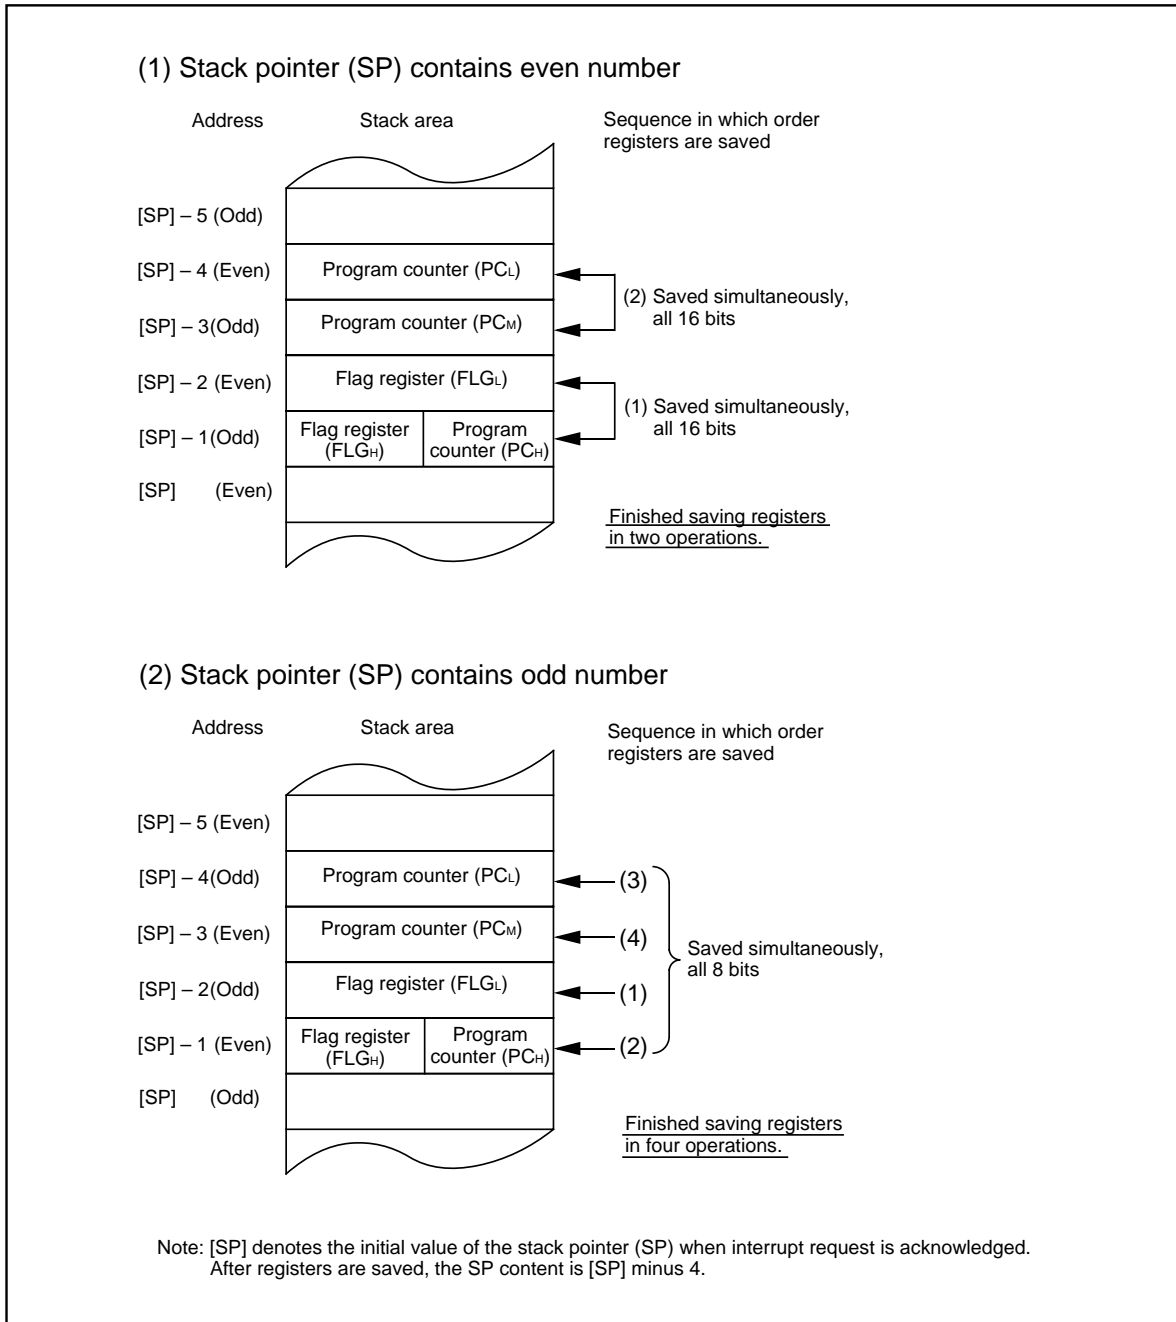 (1) Stack pointer (SP) contains even number
Address
Stack area
Sequence in which order
registers are saved
[SP] – 5 (Odd)
[SP] – 4 (Even)
Program counter (PCL)
[SP] – 3(Odd)
Program counter (PCM)
(2) Saved simultaneously,
all 16 bits
[SP] – 2 (Even)
Flag register (FLGL)
[SP] – 1(Odd)
Flag register
(FLGH)
Program
counter (PCH)
(1) Saved simultaneously,
all 16 bits
[SP] (Even)
Finished saving registers
in two operations.
(2) Stack pointer (SP) contains odd number
Address
Stack area
Sequence in which order
registers are saved
[SP] – 5 (Even)
[SP] – 4(Odd)
Program counter (PCL)
(3)
[SP] – 3 (Even)
Program counter (PCM)
(4)
Saved simultaneously,
all 8 bits
[SP] – 2(Odd)
Flag register (FLGL)
(1)
[SP] – 1 (Even)
Flag register
(FLGH)
Program
counter (PCH)
(2)
[SP] (Odd)
Finished saving registers
in four operations.
Note: [SP] denotes the initial value of the stack pointer (SP) when interrupt request is acknowledged.
After registers are saved, the SP content is [SP] minus 4.